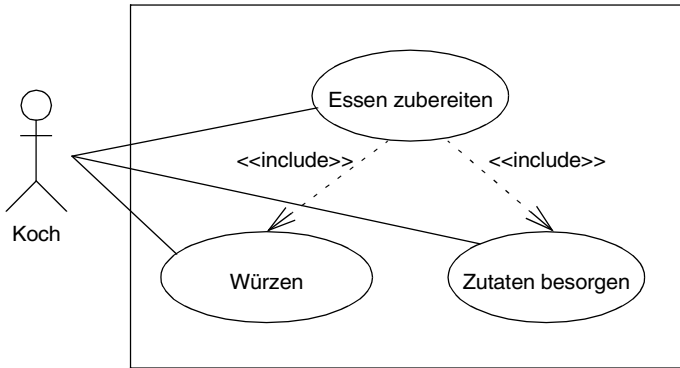 Essen zubereiten
<<include>> <<include>>
Koch
Würzen
Zutaten besorgen